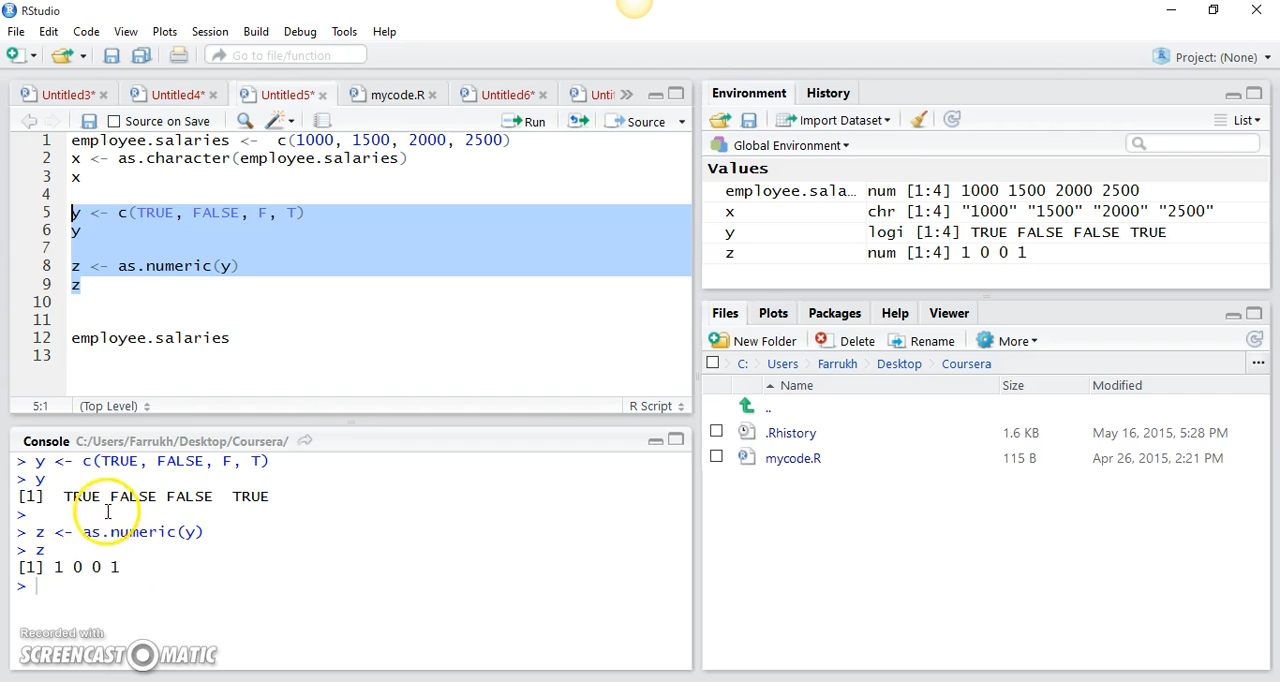 RStudio
File Edit Code View Plots Session Build Debug Tools Help
Go to file/function
Project: (None)
Untitled3* Untitled4* Untitled5* mycode.R Untitled6* Unti
Source on Save Run Source
1 employee.salaries <- c(1000, 1500, 2000, 2500)
2 x <- as.character(employee.salaries)
3 x
4
5 y <- c(TRUE, FALSE, F, T)
6 y
7
8 z <- as.numeric(y)
9 z
10
11
12 employee.salaries
13
5:1 (Top Level) R Script
Console C:/Users/Farrukh/Desktop/Coursera/
> y <- c(TRUE, FALSE, F, T)
> y
[1] TRUE FALSE FALSE TRUE
>
> z <- as.numeric(y)
> z
[1] 1 0 0 1
>
Recorded with
SCREENCAST MATIC
Environment History
Import Dataset List
Global Environment
Values
employee.sala… num [1:4] 1000 1500 2000 2500
x chr [1:4] "1000" "1500" "2000" "2500"
y logi [1:4] TRUE FALSE FALSE TRUE
z num [1:4] 1 0 0 1
Files Plots Packages Help Viewer
New Folder Delete Rename More
C: Users Farrukh Desktop Coursera ...
Name Size Modified
..
.Rhistory 1.6 KB May 16, 2015, 5:28 PM
mycode.R 115 B Apr 26, 2015, 2:21 PM